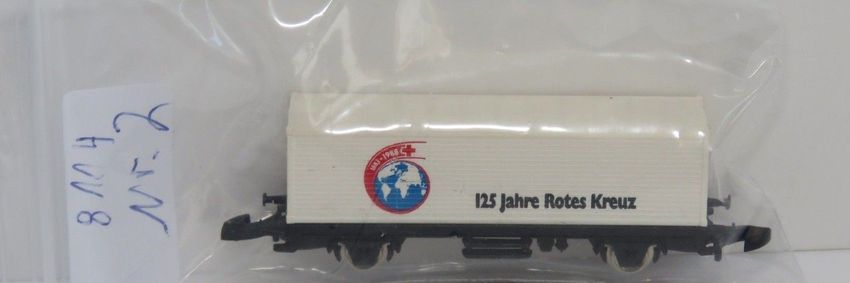 8114
Nr. 2
1863-1988
125 Jahre Rotes Kreuz